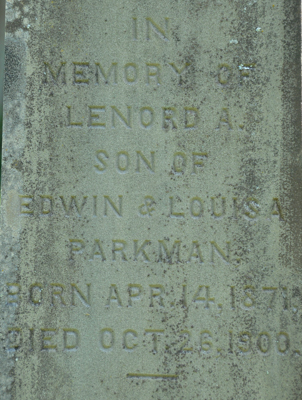 IN
MEMORY OF
LENORD A.
SON OF
EDWIN & LOUISA
PARKMAN
BORN APR. 14, 1871
DIED OCT. 26, 1900.